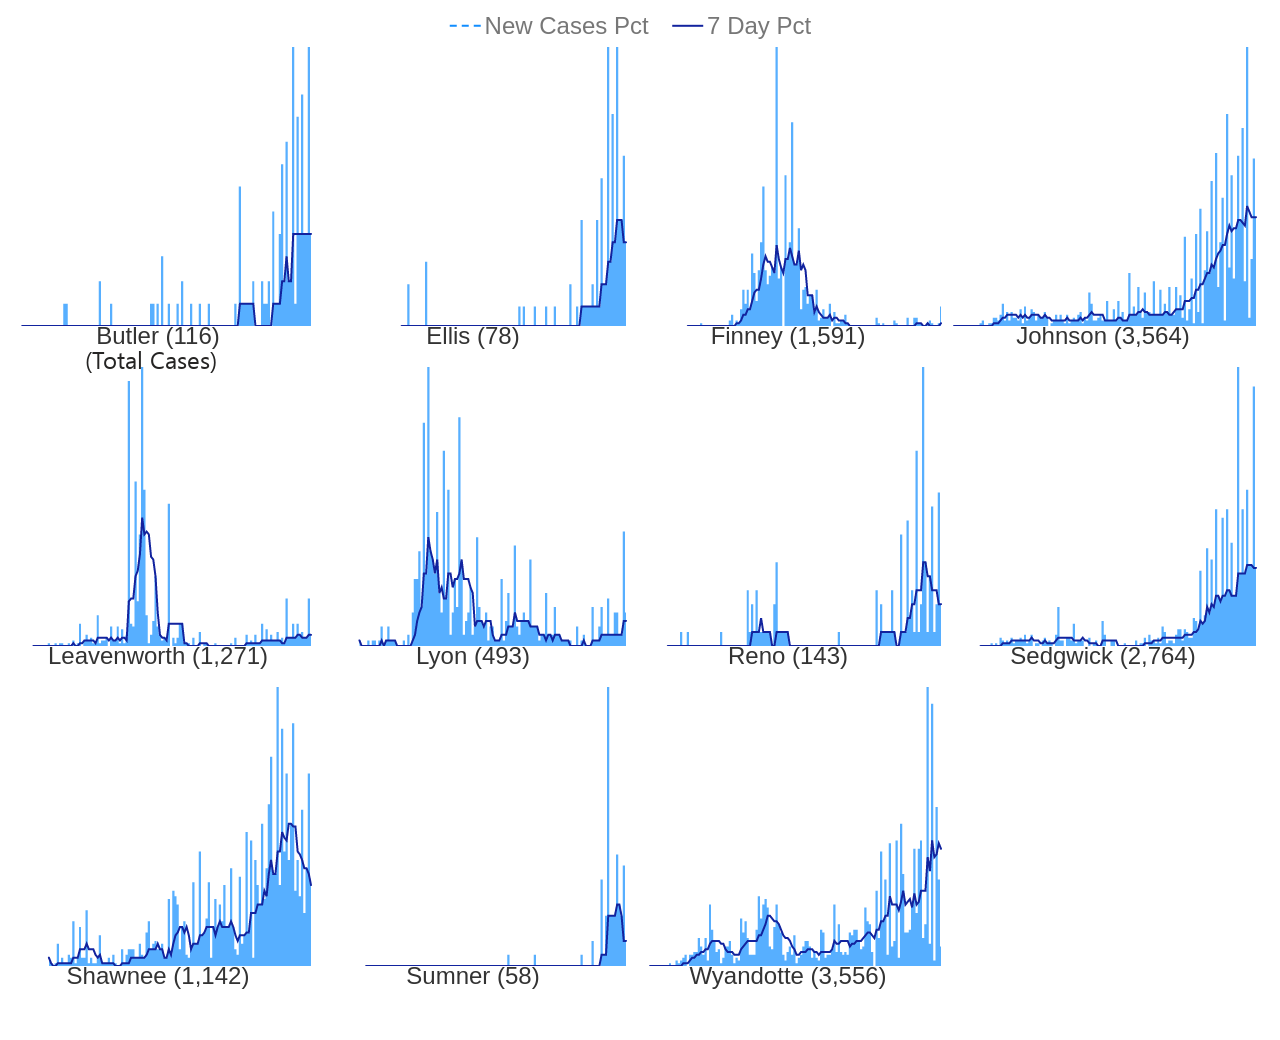 New Cases Pct 7 Day Pct
Butler (116) Ellis (78) Finney (1,591) Johnson (3,564)
(Total Cases)
Leavenworth (1,271) Lyon (493) Reno (143) Sedgwick (2,764)
Shawnee (1,142) Sumner (58) Wyandotte (3,556)